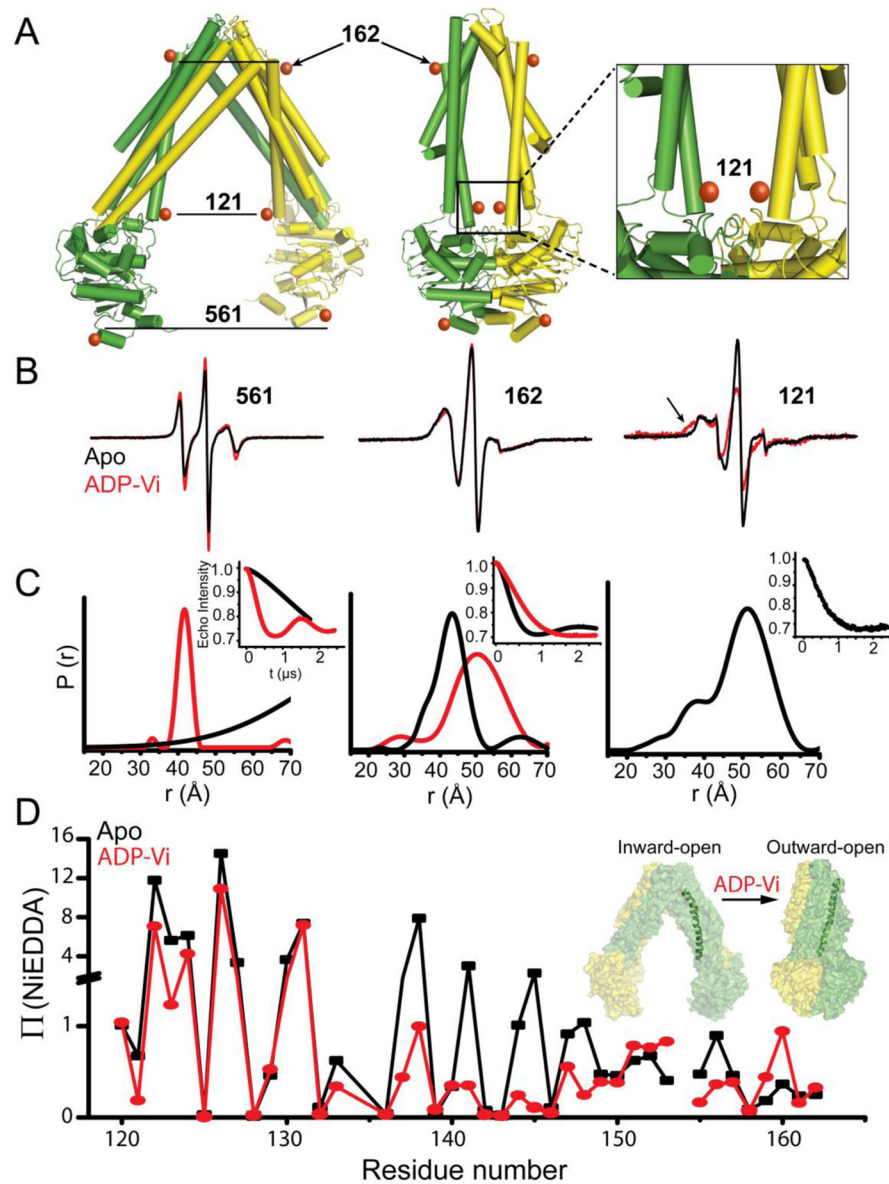 A
162
121
121
561
B
561
162
121
Apo
ADP-Vi
C
P (r)
Echo Intensity
1.0
0.9
0.8
0.7
0 1 2
t (µs)
1.0
0.9
0.8
0.7
0 1 2
1.0
0.9
0.8
0.7
0 1 2
20 30 40 50 60 70
r (Å)
20 30 40 50 60 70
r (Å)
20 30 40 50 60 70
r (Å)
D
Apo
ADP-Vi
Π (NiEDDA)
16
12
8
4
1
0
Inward-open
ADP-Vi
Outward-open
120 130 140 150 160
Residue number